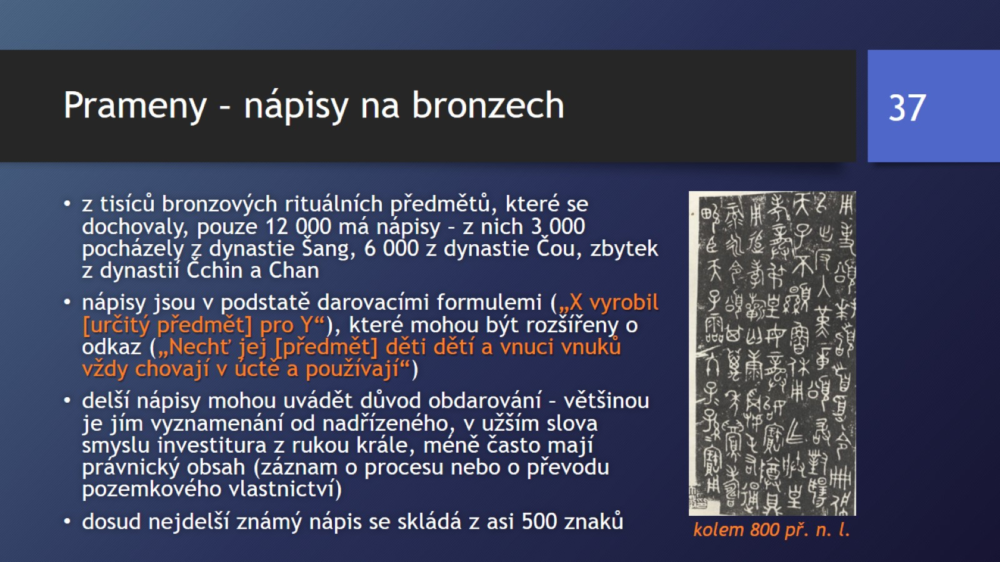 Prameny – nápisy na bronzech
37
• z tisíců bronzových rituálních předmětů, které se
dochovaly, pouze 12 000 má nápisy – z nich 3 000
pocházely z dynastie Šang, 6 000 z dynastie Čou, zbytek
z dynastií Čchin a Chan
• nápisy jsou v podstatě darovacími formulemi („X vyrobil
[určitý předmět] pro Y“), které mohou být rozšířeny o
odkaz („Nechť jej [předmět] děti dětí a vnuci vnuků
vždy chovají v úctě a používají“)
• delší nápisy mohou uvádět důvod obdarování – většinou
je jím vyznamenání od nadřízeného, v užším slova
smyslu investitura z rukou krále, méně často mají
právnický obsah (záznam o procesu nebo o převodu
pozemkového vlastnictví)
• dosud nejdelší známý nápis se skládá z asi 500 znaků
kolem 800 př. n. l.